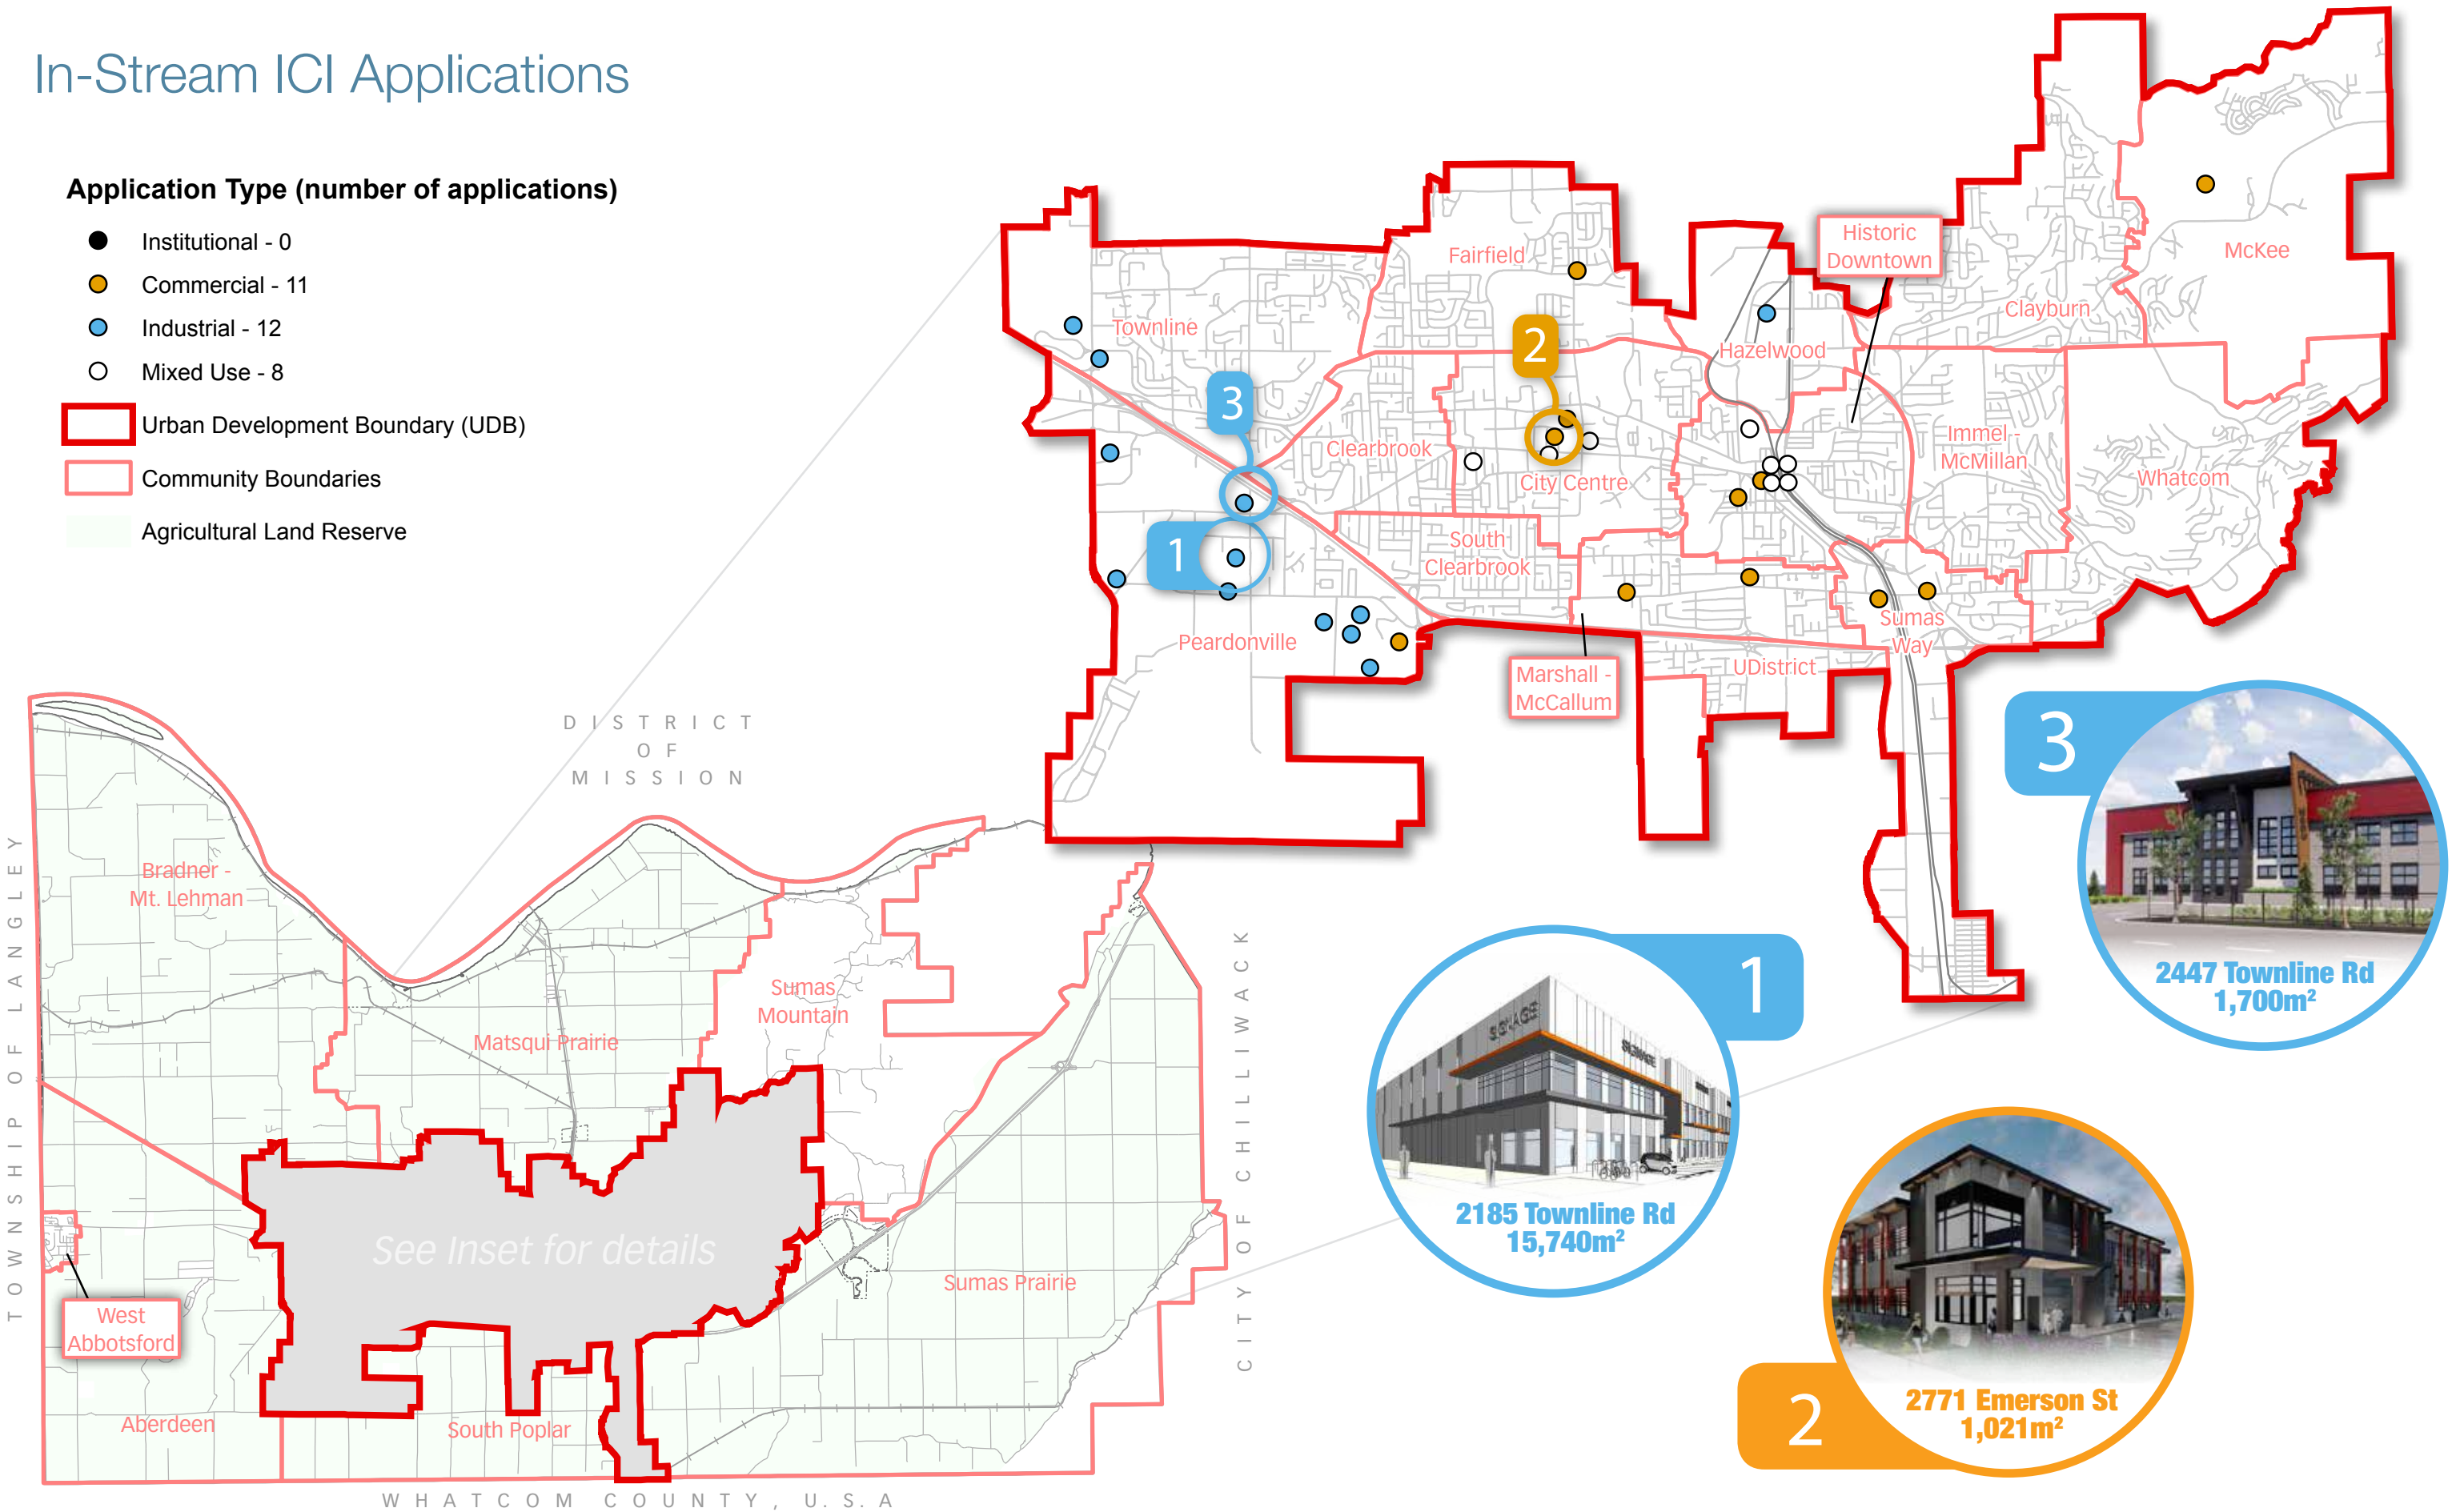 In-Stream ICI Applications
Application Type (number of applications)
Institutional - 0
Commercial - 11
Industrial - 12
Mixed Use - 8
Urban Development Boundary (UDB)
Community Boundaries
Agricultural Land Reserve
Historic
Downtown
Fairfield
McKee
Clayburn
Townline
Hazelwood
2
3
Clearbrook
City Centre
Immel -
McMillan
Whatcom
1
South
Clearbrook
Peardonville
Sumas
Way
UDistrict
Marshall -
McCallum
DISTRICT
OF
MISSION
TOWNSHIP OF LANGLEY
Bradner -
Mt. Lehman
Matsqui Prairie
Sumas
Mountain
CITY OF CHILLIWACK
See Inset for details
Sumas Prairie
West
Abbotsford
Aberdeen
South Poplar
WHATCOM COUNTY, U.S.A
3
2447 Townline Rd
1,700m²
1
SIGNAGE
SIGNAGE
2185 Townline Rd
15,740m²
2
2771 Emerson St
1,021m²